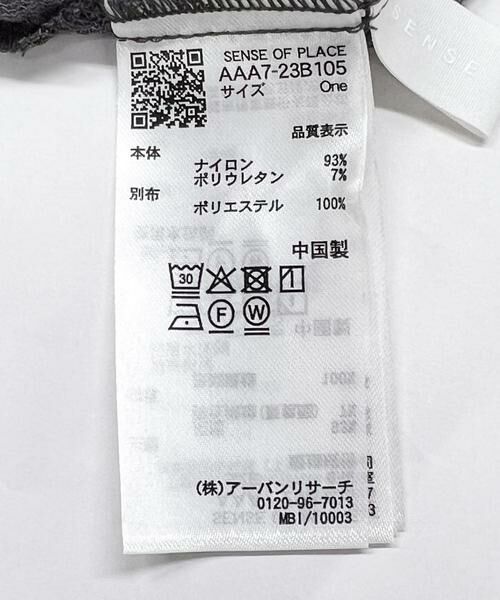 SENSE OF PLACE
AAA7-23B105
サイズ One
品質表示
本体
ナイロン 93%
ポリウレタン 7%
別布
ポリエステル 100%
中国製
30
F W
(株)アーバンリサーチ
0120-96-7013
MBI/10003
SENSE